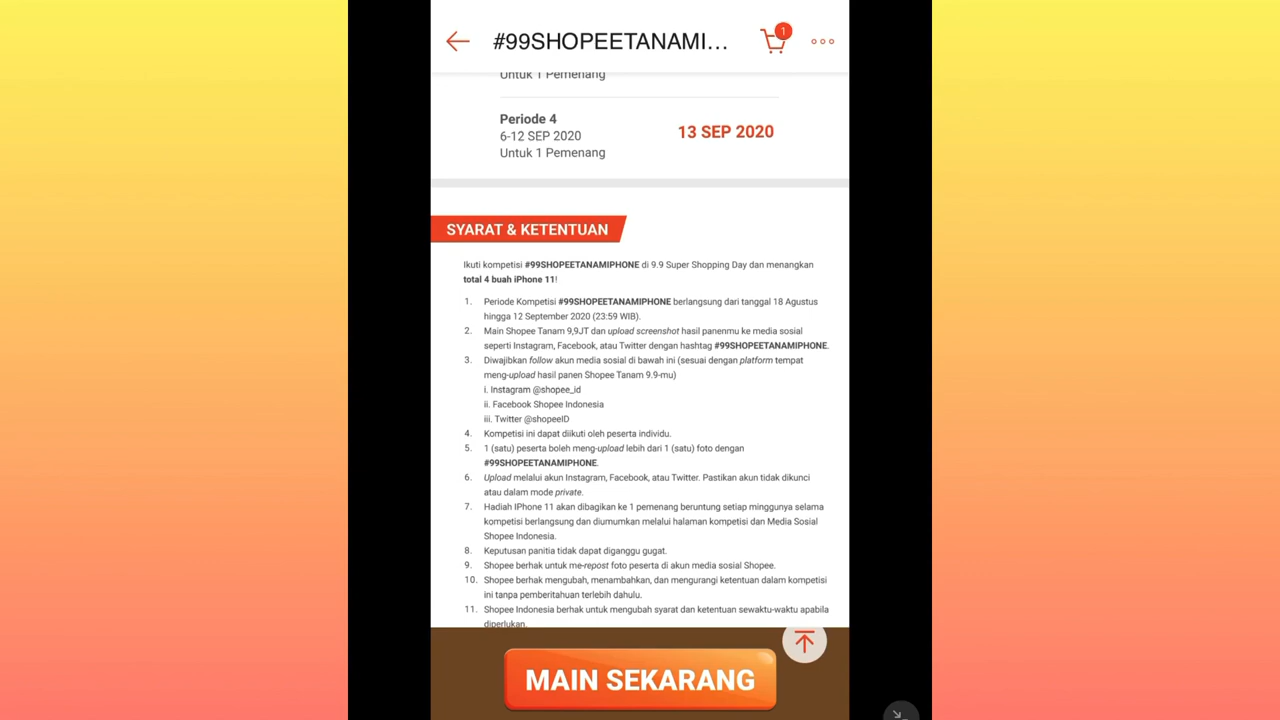 #99SHOPEETANAMI...
1
Untuk 1 Pemenang
Periode 4
6-12 SEP 2020
Untuk 1 Pemenang
13 SEP 2020
SYARAT & KETENTUAN
Ikuti kompetisi #99SHOPEETANAMIPHONE di 9.9 Super Shopping Day dan menangkan
total 4 buah iPhone 11!
1. Periode Kompetisi #99SHOPEETANAMIPHONE berlangsung dari tanggal 18 Agustus
hingga 12 September 2020 (23:59 WIB).
2. Main Shopee Tanam 9,9JT dan upload screenshot hasil panenmu ke media sosial
seperti Instagram, Facebook, atau Twitter dengan hashtag #99SHOPEETANAMIPHONE.
3. Diwajibkan follow akun media sosial di bawah ini (sesuai dengan platform tempat
meng-upload hasil panen Shopee Tanam 9.9-mu)
i. Instagram @shopee_id
ii. Facebook Shopee Indonesia
iii. Twitter @shopeeID
4. Kompetisi ini dapat diikuti oleh peserta individu.
5. 1 (satu) peserta boleh meng-upload lebih dari 1 (satu) foto dengan
#99SHOPEETANAMIPHONE.
6. Upload melalui akun Instagram, Facebook, atau Twitter. Pastikan akun tidak dikunci
atau dalam mode private.
7. Hadiah IPhone 11 akan dibagikan ke 1 pemenang beruntung setiap minggunya selama
kompetisi berlangsung dan diumumkan melalui halaman kompetisi dan Media Sosial
Shopee Indonesia.
8. Keputusan panitia tidak dapat diganggu gugat.
9. Shopee berhak untuk me-repost foto peserta di akun media sosial Shopee.
10. Shopee berhak mengubah, menambahkan, dan mengurangi ketentuan dalam kompetisi
ini tanpa pemberitahuan terlebih dahulu.
11. Shopee Indonesia berhak untuk mengubah syarat dan ketentuan sewaktu-waktu apabila
diperlukan.
MAIN SEKARANG